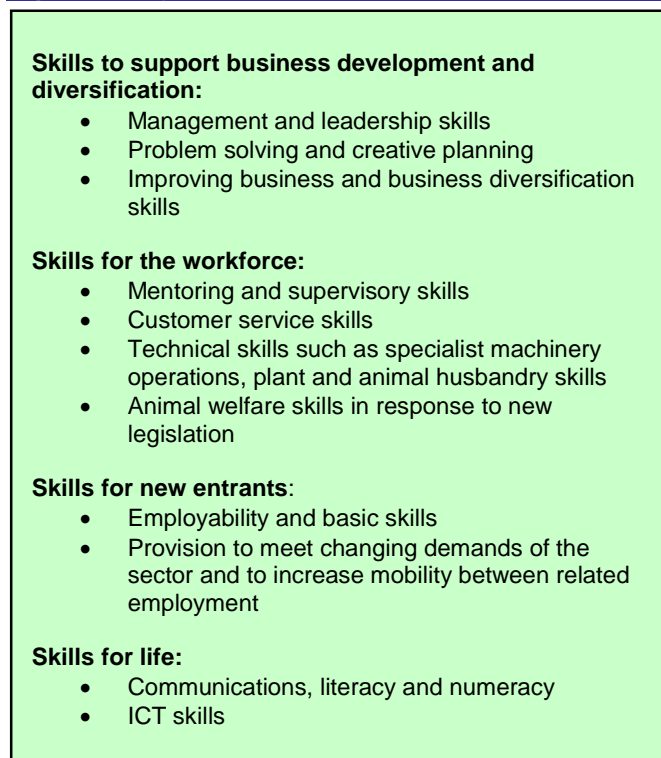 Skills to support business development and
diversification:
• Management and leadership skills
• Problem solving and creative planning
• Improving business and business diversification
skills
Skills for the workforce:
• Mentoring and supervisory skills
• Customer service skills
• Technical skills such as specialist machinery
operations, plant and animal husbandry skills
• Animal welfare skills in response to new
legislation
Skills for new entrants:
• Employability and basic skills
• Provision to meet changing demands of the
sector and to increase mobility between related
employment
Skills for life:
• Communications, literacy and numeracy
• ICT skills